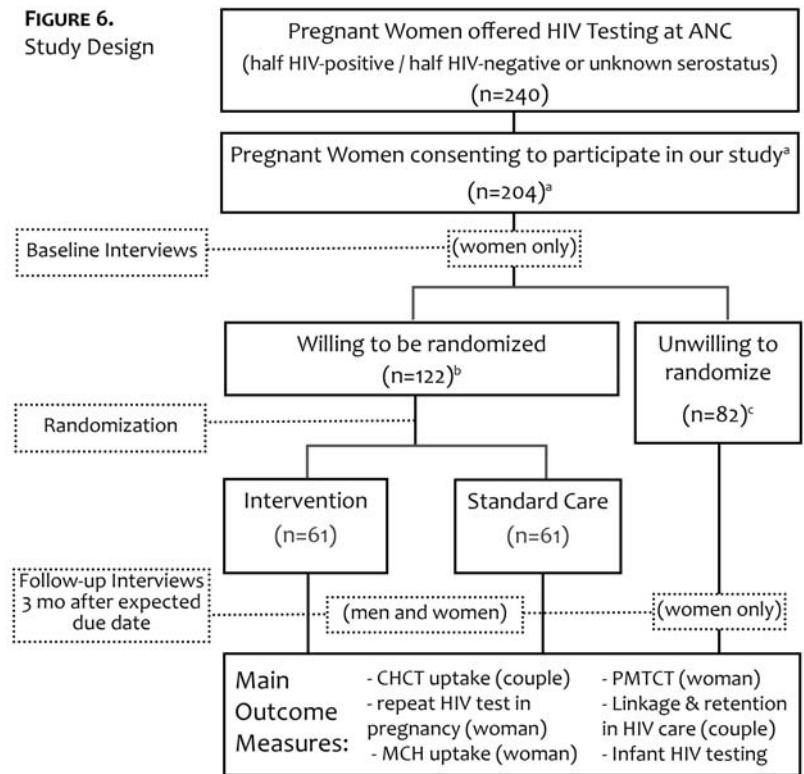 FIGURE 6.
Study Design
Pregnant Women offered HIV Testing at ANC
(half HIV-positive / half HIV-negative or unknown serostatus)
(n=240)
Pregnant Women consenting to participate in our studyᵃ
(n=204)ᵃ
Baseline Interviews
(women only)
Willing to be randomized
(n=122)ᵇ
Unwilling to
randomize
(n=82)ᶜ
Randomization
Intervention
(n=61)
Standard Care
(n=61)
Follow-up Interviews
3 mo after expected
due date
(men and women)
(women only)
Main
Outcome
Measures:
- CHCT uptake (couple)
- repeat HIV test in
pregnancy (woman)
- MCH uptake (woman)
- PMTCT (woman)
- Linkage & retention
in HIV care (couple)
- Infant HIV testing